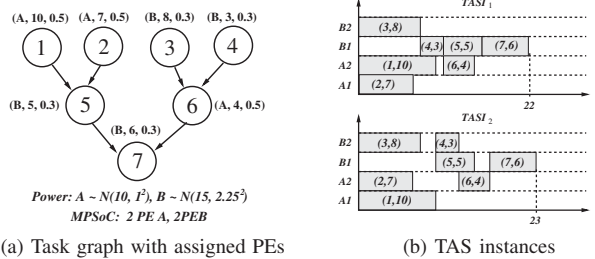 (A, 10, 0.5) (A, 7, 0.5) (B, 8, 0.3) (B, 3, 0.3)
1 2 3 4
(B, 5, 0.3) 5 6 (A, 4, 0.5)
(B, 6, 0.3)
7
Power: A ~ N(10, 1²), B ~ N(15, 2.25²)
MPSoC: 2 PE A, 2PEB
(a) Task graph with assigned PEs
TASI 1
B2 (3,8)
B1 (4,3) (5,5) (7,6)
A2 (1,10) (6,4)
A1 (2,7)
22
TASI 2
B2 (3,8) (4,3)
B1 (5,5) (7,6)
A2 (2,7) (6,4)
A1 (1,10)
23
(b) TAS instances